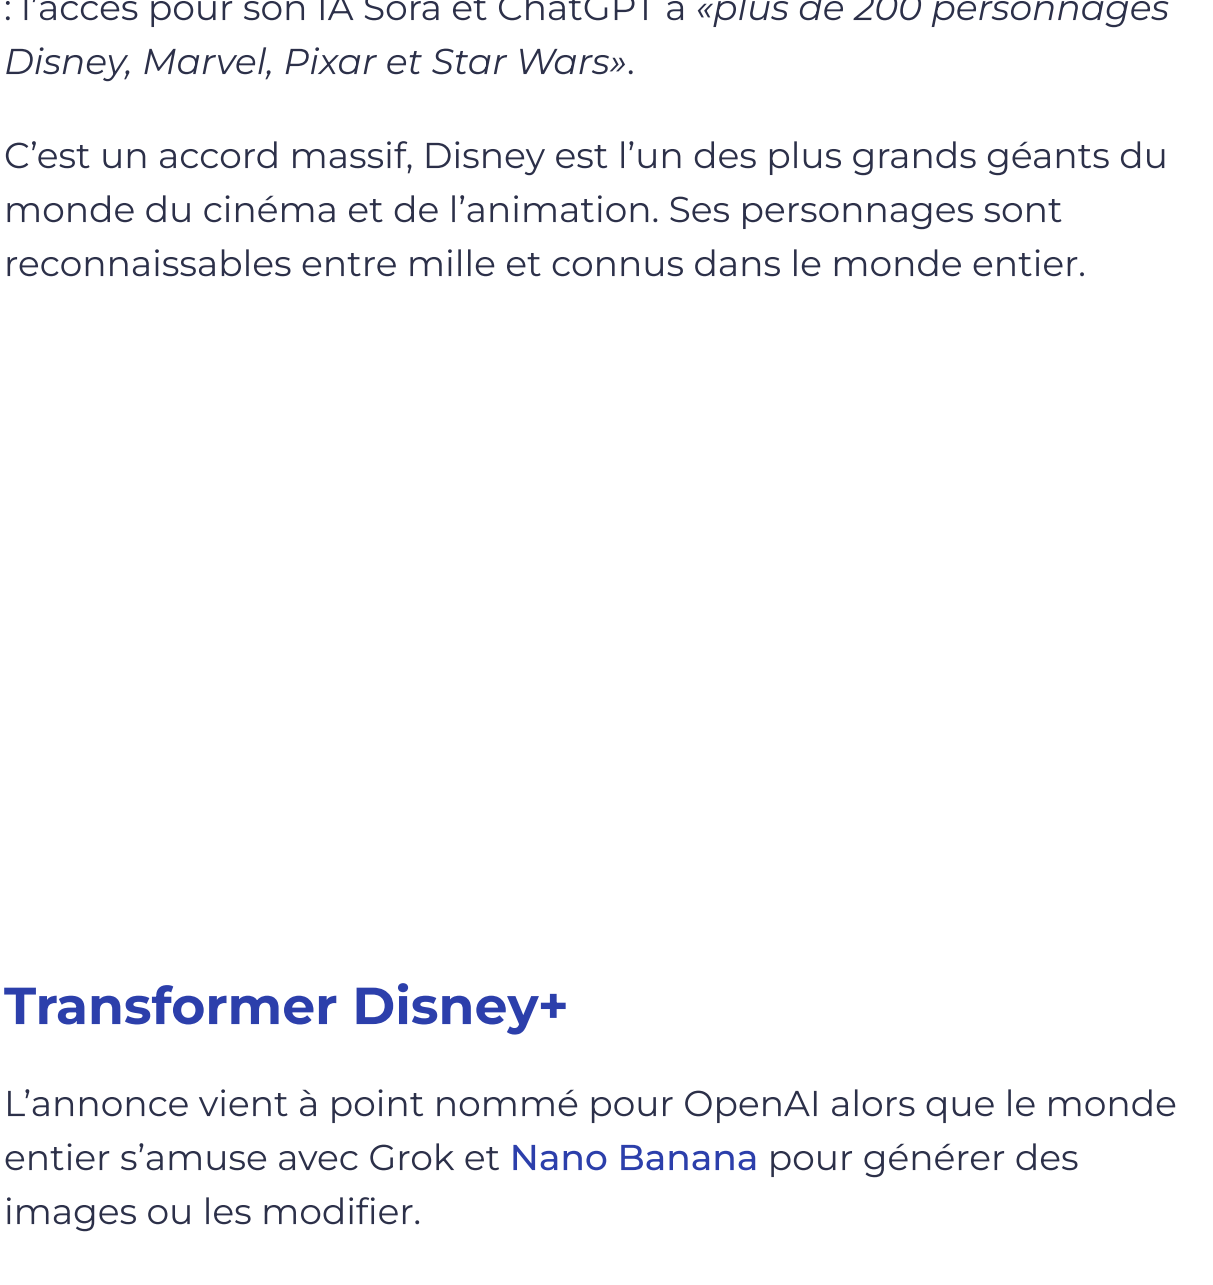 : l’accès pour son IA Sora et ChatGPT à «plus de 200 personnages
Disney, Marvel, Pixar et Star Wars».
C’est un accord massif, Disney est l’un des plus grands géants du
monde du cinéma et de l’animation. Ses personnages sont
reconnaissables entre mille et connus dans le monde entier.
Transformer Disney+
L’annonce vient à point nommé pour OpenAI alors que le monde
entier s’amuse avec Grok et Nano Banana pour générer des
images ou les modifier.